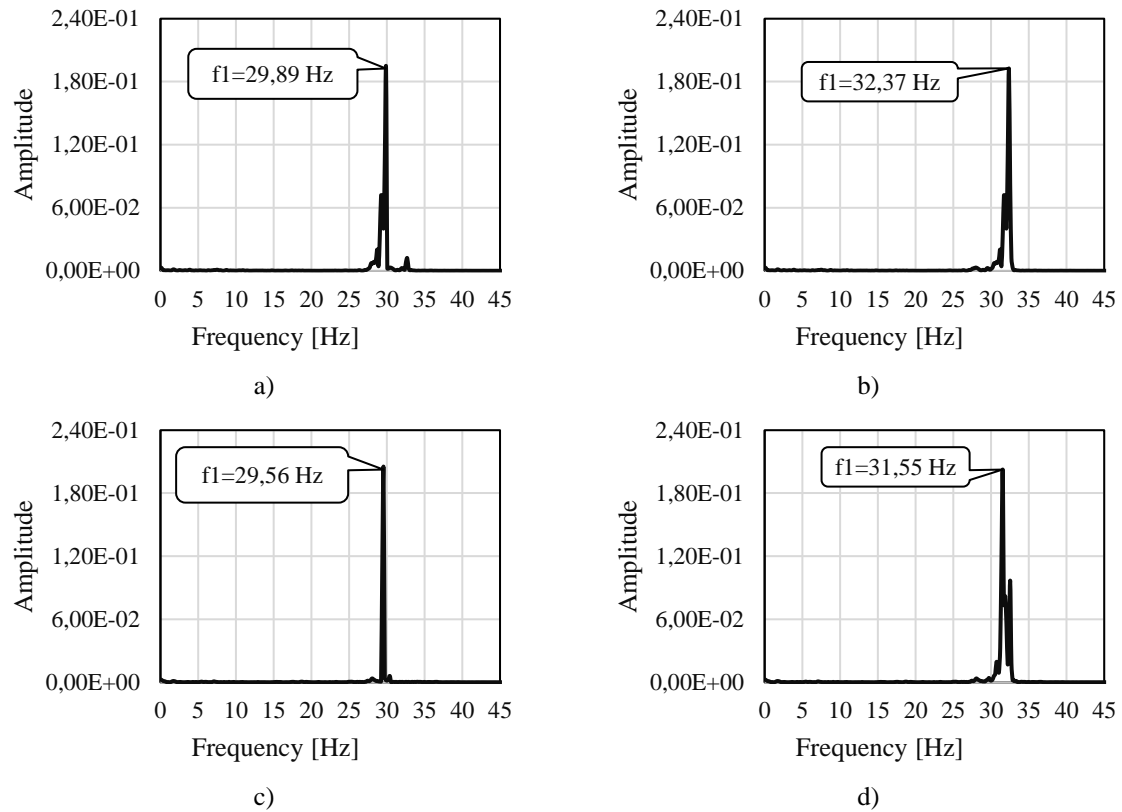 2,40E-01
1,80E-01
1,20E-01
6,00E-02
0,00E+00
Amplitude
f1=29,89 Hz
0 5 10 15 20 25 30 35 40 45
Frequency [Hz]
a)
2,40E-01
1,80E-01
1,20E-01
6,00E-02
0,00E+00
Amplitude
f1=32,37 Hz
0 5 10 15 20 25 30 35 40 45
Frequency [Hz]
b)
2,40E-01
1,80E-01
1,20E-01
6,00E-02
0,00E+00
Amplitude
f1=29,56 Hz
0 5 10 15 20 25 30 35 40 45
Frequency [Hz]
c)
2,40E-01
1,80E-01
1,20E-01
6,00E-02
0,00E+00
Amplitude
f1=31,55 Hz
0 5 10 15 20 25 30 35 40 45
Frequency [Hz]
d)